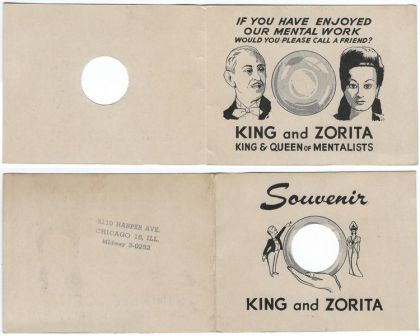 IF YOU HAVE ENJOYED
OUR MENTAL WORK
WOULD YOU PLEASE CALL A FRIEND?
KING and ZORITA
KING & QUEEN OF MENTALISTS
5110 HARPER AVE.
CHICAGO 15, ILL.
Midway 3-0252
Souvenir
KING and ZORITA